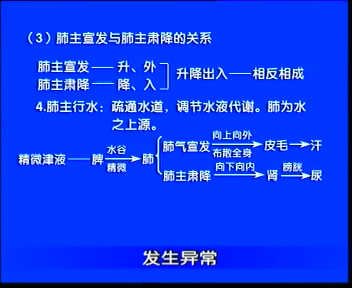 （3）肺主宣发与肺主肃降的关系
肺主宣发——升、外
肺主肃降——降、入
升降出入——相反相成
4.肺主行水：疏通水道，调节水液代谢。肺为水
之上源。
精微津液——脾 水谷 精微 肺
肺气宣发 向上向外 布散全身 皮毛 汗
肺主肃降 向下向内 肾 膀胱 尿
发生异常